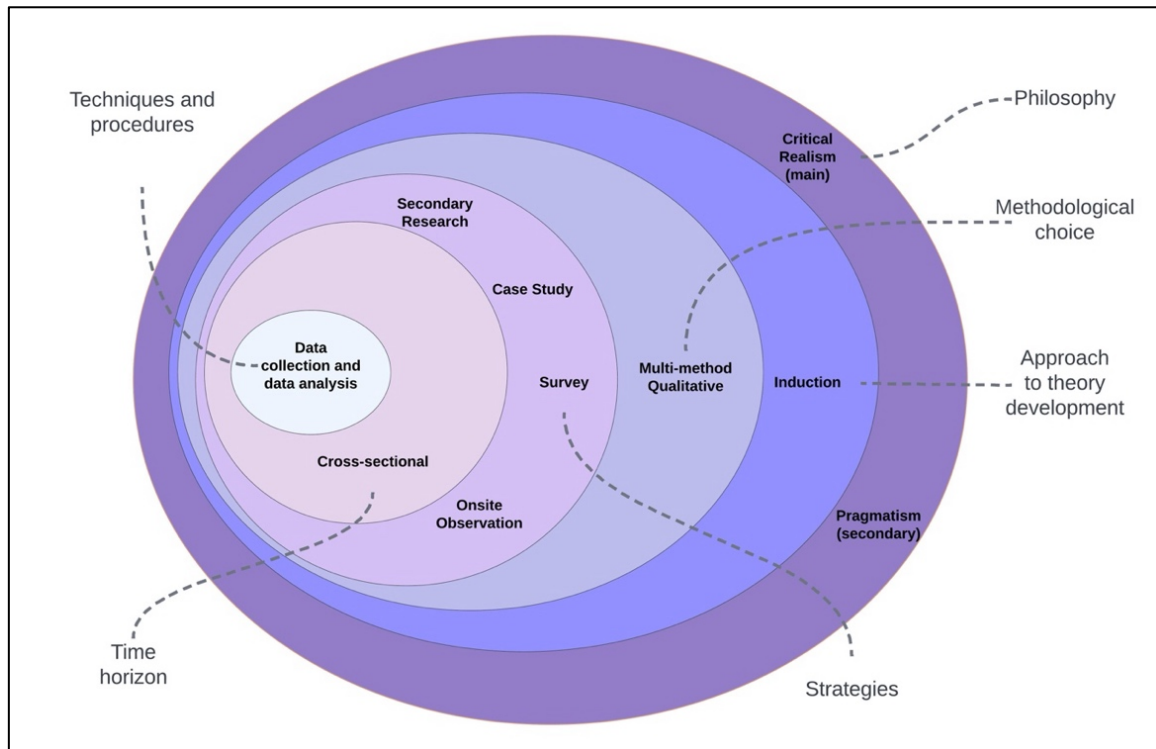 Techniques and
procedures
Philosophy
Critical
Realism
(main)
Secondary
Research
Methodological
choice
Case Study
Data
collection and
data analysis
Survey
Multi-method
Qualitative
Induction
Approach
to theory
development
Cross-sectional
Onsite
Observation
Pragmatism
(secondary)
Time
horizon
Strategies